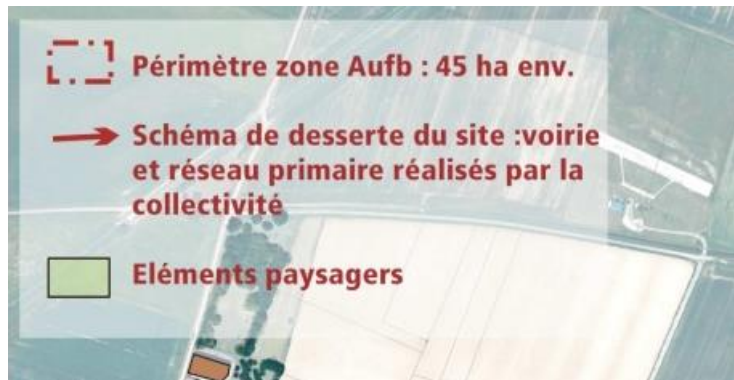 Périmètre zone Aufb : 45 ha env.
Schéma de desserte du site :voirie
et réseau primaire réalisés par la
collectivité
Eléments paysagers